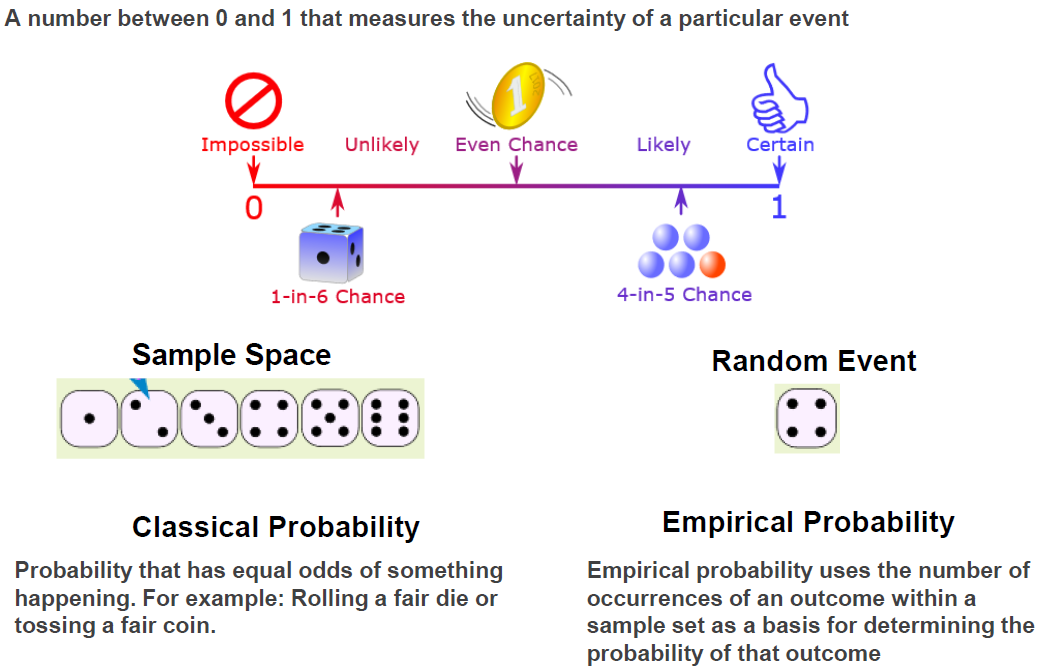 A number between 0 and 1 that measures the uncertainty of a particular event
1
Impossible Unlikely Even Chance Likely Certain
0 1
1-in-6 Chance 4-in-5 Chance
Sample Space
Random Event
Classical Probability
Probability that has equal odds of something
happening. For example: Rolling a fair die or
tossing a fair coin.
Empirical Probability
Empirical probability uses the number of
occurrences of an outcome within a
sample set as a basis for determining the
probability of that outcome